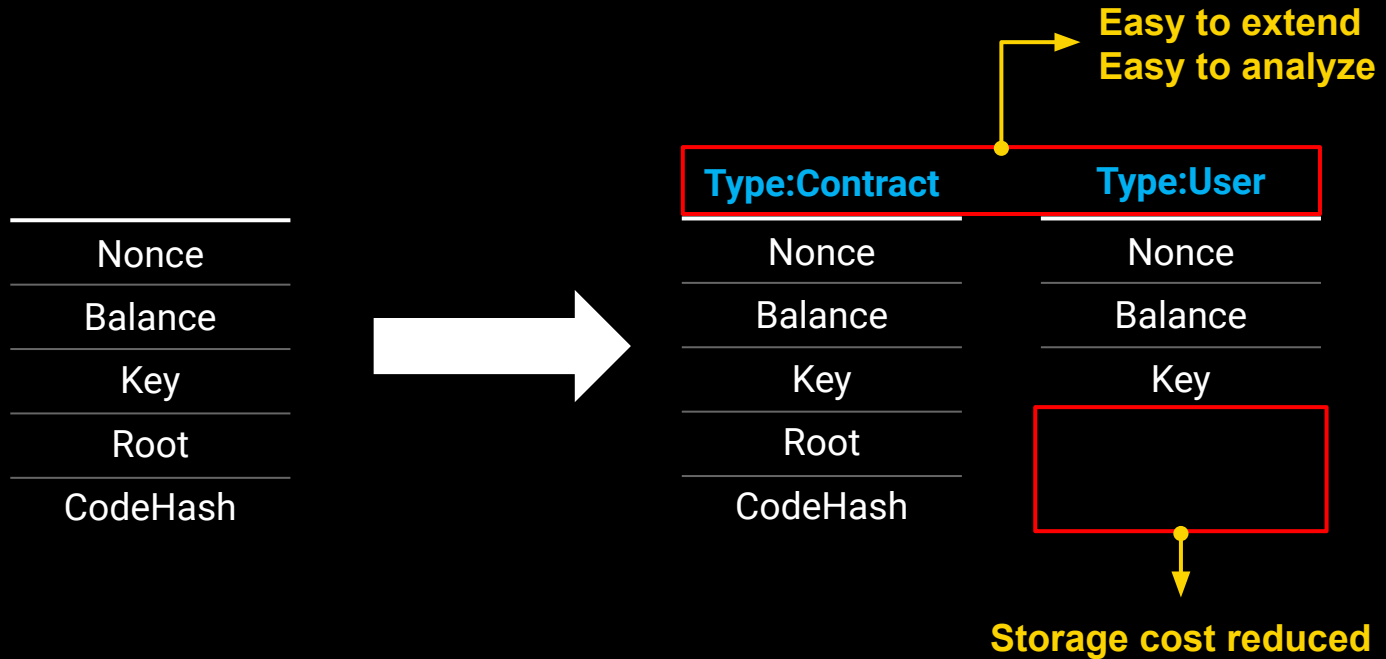 Easy to extend
Easy to analyze
Nonce
Balance
Key
Root
CodeHash
Type:Contract
Nonce
Balance
Key
Root
CodeHash
Type:User
Nonce
Balance
Key
Storage cost reduced